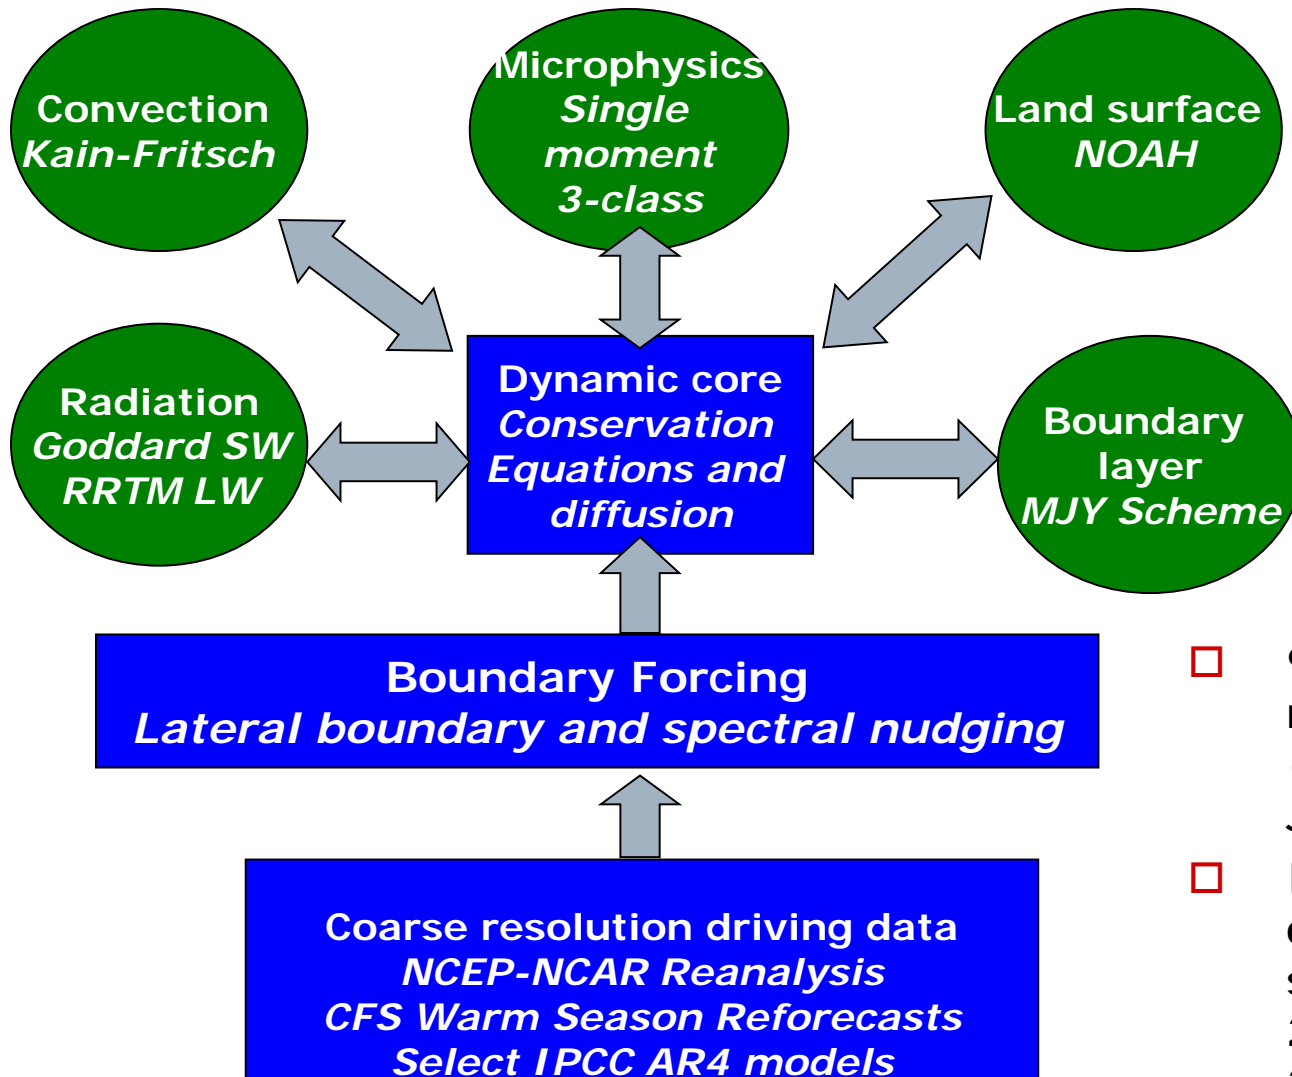 Convection
Kain-Fritsch
Microphysics
Single
moment
3-class
Land surface
NOAH
Radiation
Goddard SW
RRTM LW
Dynamic core
Conservation
Equations and
diffusion
Boundary
layer
MJY Scheme
Boundary Forcing
Lateral boundary and spectral nudging
Coarse resolution driving data
NCEP-NCAR Reanalysis
CFS Warm Season Reforecasts
Select IPCC AR4 models